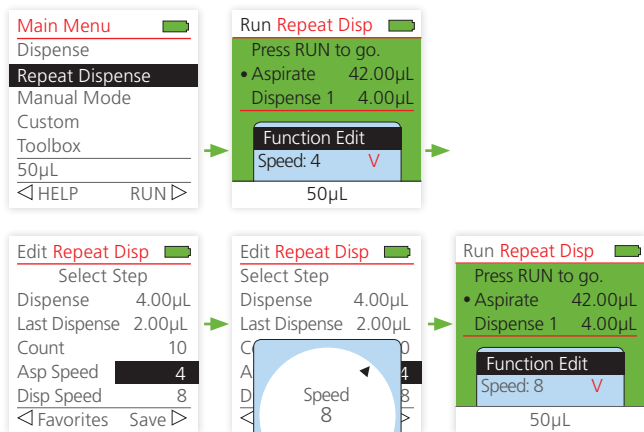 Main Menu
Dispense
Repeat Dispense
Manual Mode
Custom
Toolbox
50µL
HELP RUN
Run Repeat Disp
Press RUN to go.
• Aspirate 42.00µL
Dispense 1 4.00µL
Function Edit
Speed: 4 V
50µL
Edit Repeat Disp
Select Step
Dispense 4.00µL
Last Dispense 2.00µL
Count 10
Asp Speed 4
Disp Speed 8
Favorites Save
Edit Repeat Disp
Select Step
Dispense 4.00µL
Last Dispense 2.00µL
C 0
A 4
D 8
Speed
8
Run Repeat Disp
Press RUN to go.
• Aspirate 42.00µL
Dispense 1 4.00µL
Function Edit
Speed: 8 V
50µL